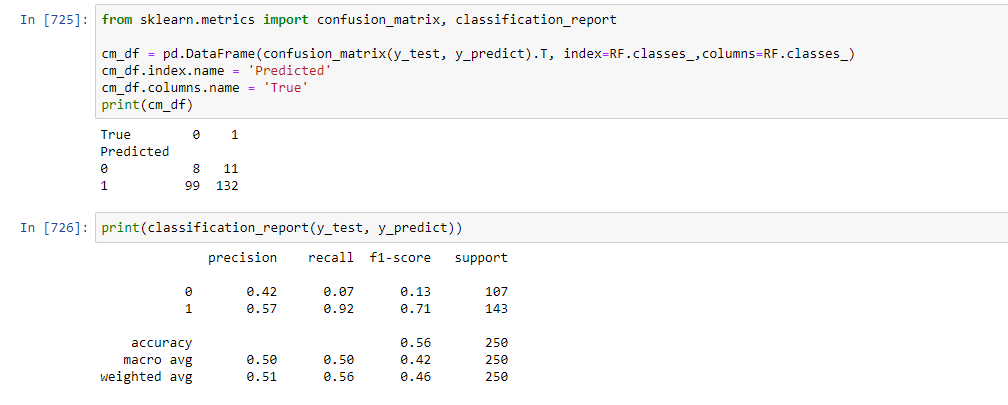 In [725]: from sklearn.metrics import confusion_matrix, classification_report
cm_df = pd.DataFrame(confusion_matrix(y_test, y_predict).T, index=RF.classes_,columns=RF.classes_)
cm_df.index.name = 'Predicted'
cm_df.columns.name = 'True'
print(cm_df)
True 0 1
Predicted
0 8 11
1 99 132
In [726]: print(classification_report(y_test, y_predict))
precision recall f1-score support
0 0.42 0.07 0.13 107
1 0.57 0.92 0.71 143
accuracy 0.56 250
macro avg 0.50 0.50 0.42 250
weighted avg 0.51 0.56 0.46 250